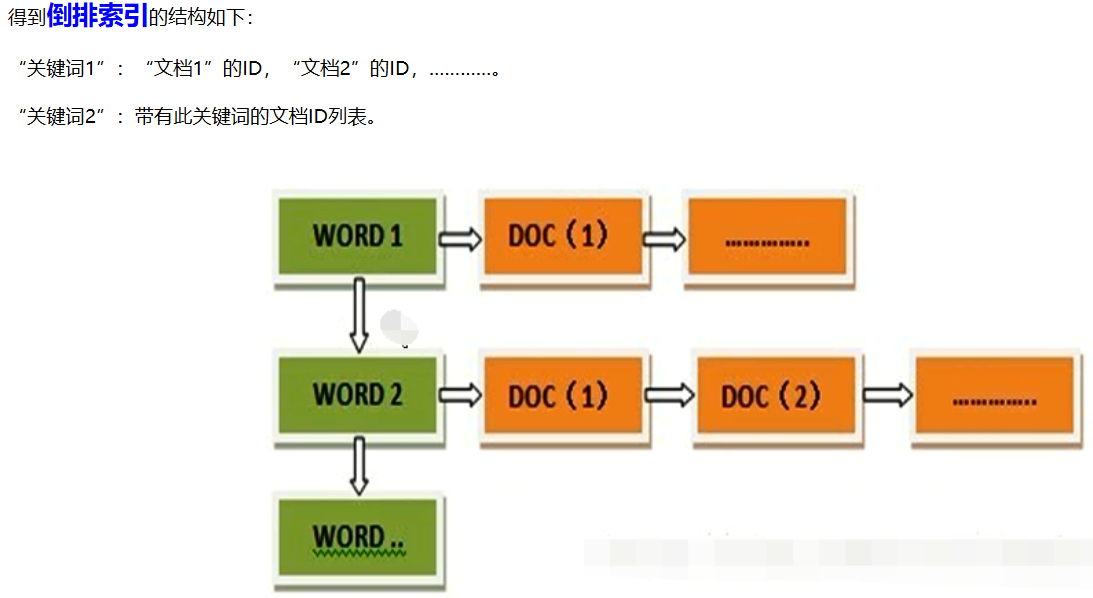 得到倒排索引的结构如下：
“关键词1”：“文档1”的ID，“文档2”的ID，…………。
“关键词2”：带有此关键词的文档ID列表。
WORD 1
DOC（1）
…………..
WORD 2
DOC（1）
DOC（2）
…………..
WORD ..